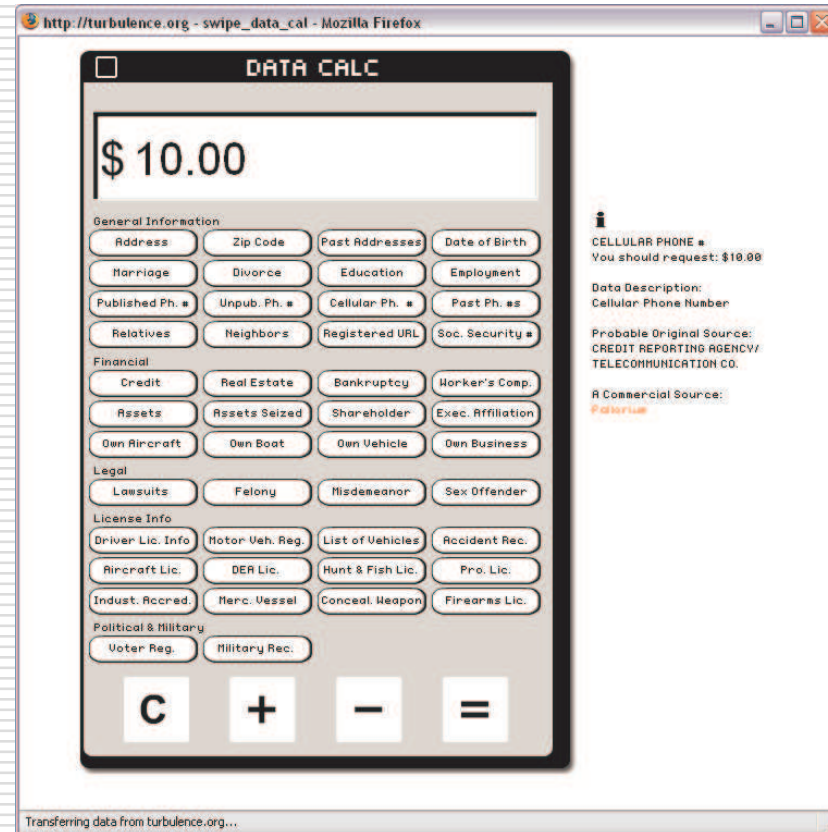 http://turbulence.org - swipe_data_cal - Mozilla Firefox
DATA CALC
$ 10.00
General Information
Address Zip Code Past Addresses Date of Birth
Marriage Divorce Education Employment
Published Ph. # Unpub. Ph. # Cellular Ph. # Past Ph. #s
Relatives Neighbors Registered URL Soc. Security #
Financial
Credit Real Estate Bankruptcy Worker's Comp.
Assets Assets Seized Shareholder Exec. Affiliation
Own Aircraft Own Boat Own Vehicle Own Business
Legal
Lawsuits Felony Misdemeanor Sex Offender
License Info
Driver Lic. Info Motor Veh. Reg. List of Vehicles Accident Rec.
Aircraft Lic. DEA Lic. Hunt & Fish Lic. Pro. Lic.
Indust. Accred. Merc. Vessel Conceal. Weapon Firearms Lic.
Political & Military
Voter Reg. Military Rec.
C + - =
i
CELLULAR PHONE #
You should request: $10.00
Data Description:
Cellular Phone Number
Probable Original Source:
CREDIT REPORTING AGENCY/
TELECOMMUNICATION CO.
A Commercial Source:
Pallorium
Transferring data from turbulence.org...